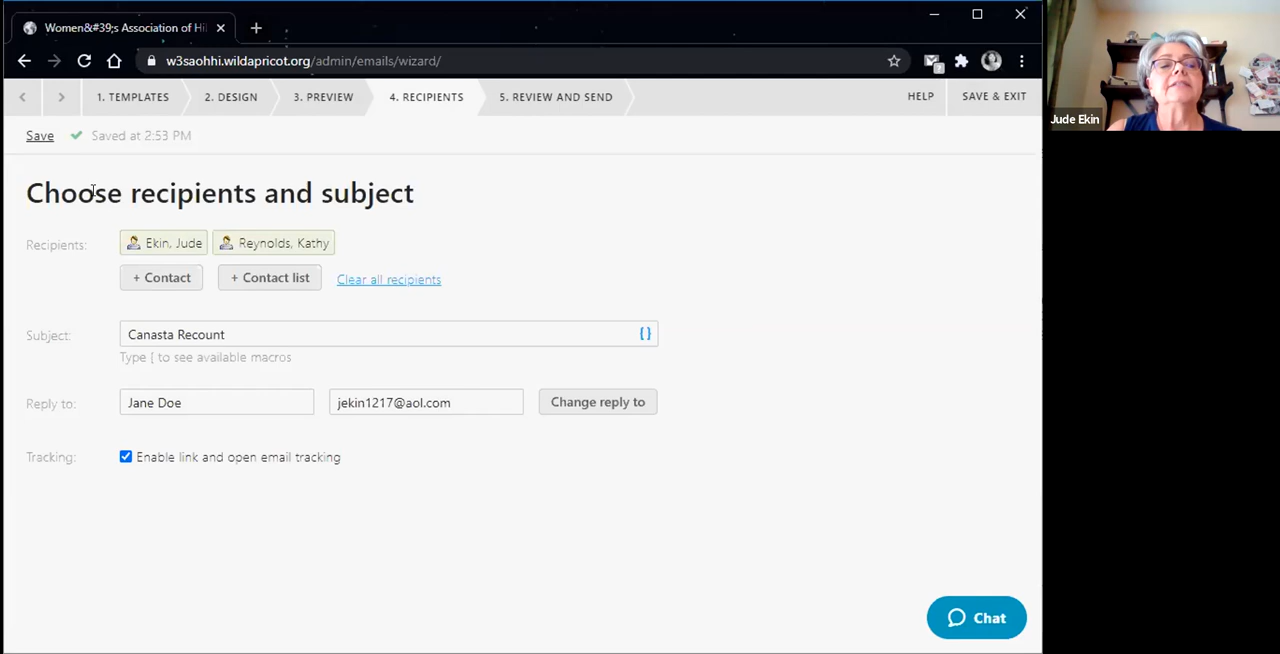 Women&#39;s Association of Hi
w3saohhi.wildapricot.org/admin/emails/wizard/
1. TEMPLATES
2. DESIGN
3. PREVIEW
4. RECIPIENTS
5. REVIEW AND SEND
HELP
SAVE & EXIT
Jude Ekin
Save
Saved at 2:53 PM
Choose recipients and subject
Recipients:
Ekin, Jude
Reynolds, Kathy
+ Contact
+ Contact list
Clear all recipients
Subject:
Canasta Recount
{}
Type [ to see available macros
Reply to:
Jane Doe
jekin1217@aol.com
Change reply to
Tracking:
Enable link and open email tracking
Chat